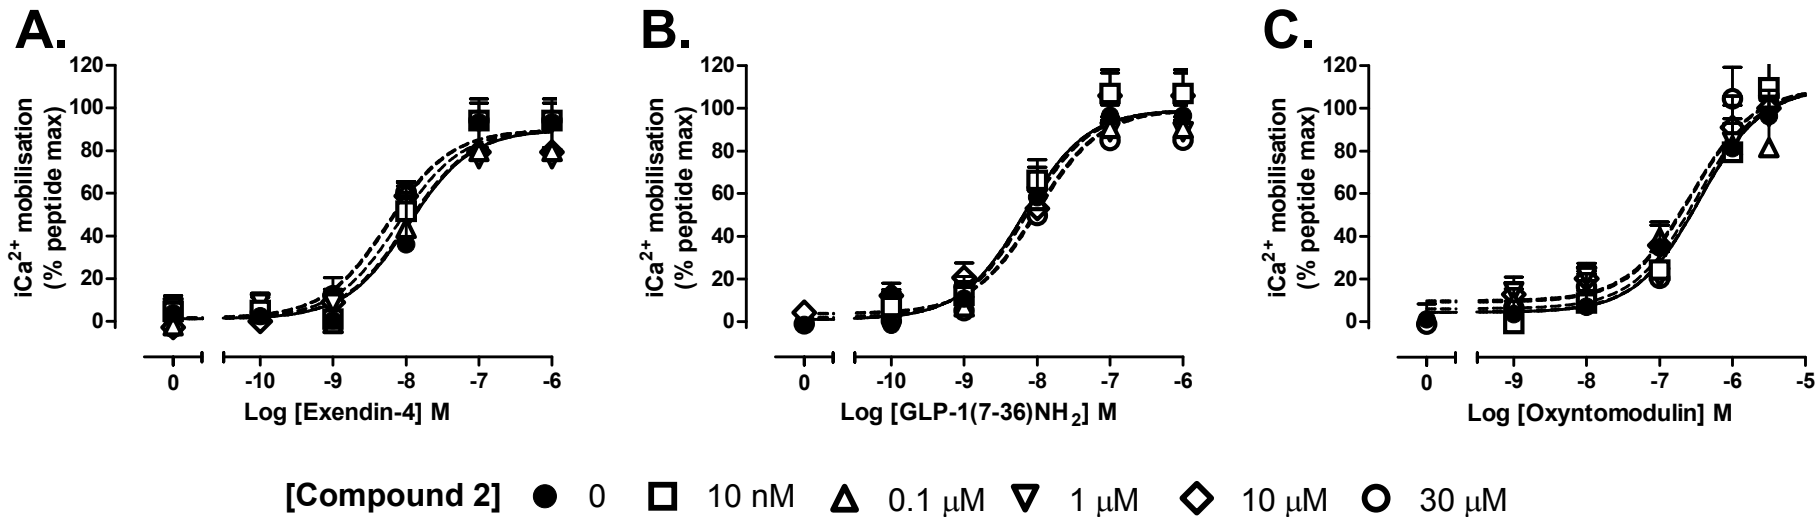 A.
120
100
80
60
40
20
0
iCa²⁺ mobilisation
(% peptide max)
0 -10 -9 -8 -7 -6
Log [Exendin-4] M
B.
120
100
80
60
40
20
0
iCa²⁺ mobilisation
(% peptide max)
0 -10 -9 -8 -7 -6
Log [GLP-1(7-36)NH₂] M
C.
120
100
80
60
40
20
0
iCa²⁺ mobilisation
(% peptide max)
0 -9 -8 -7 -6 -5
Log [Oxyntomodulin] M
[Compound 2] 0 10 nM 0.1 μM 1 μM 10 μM 30 μM